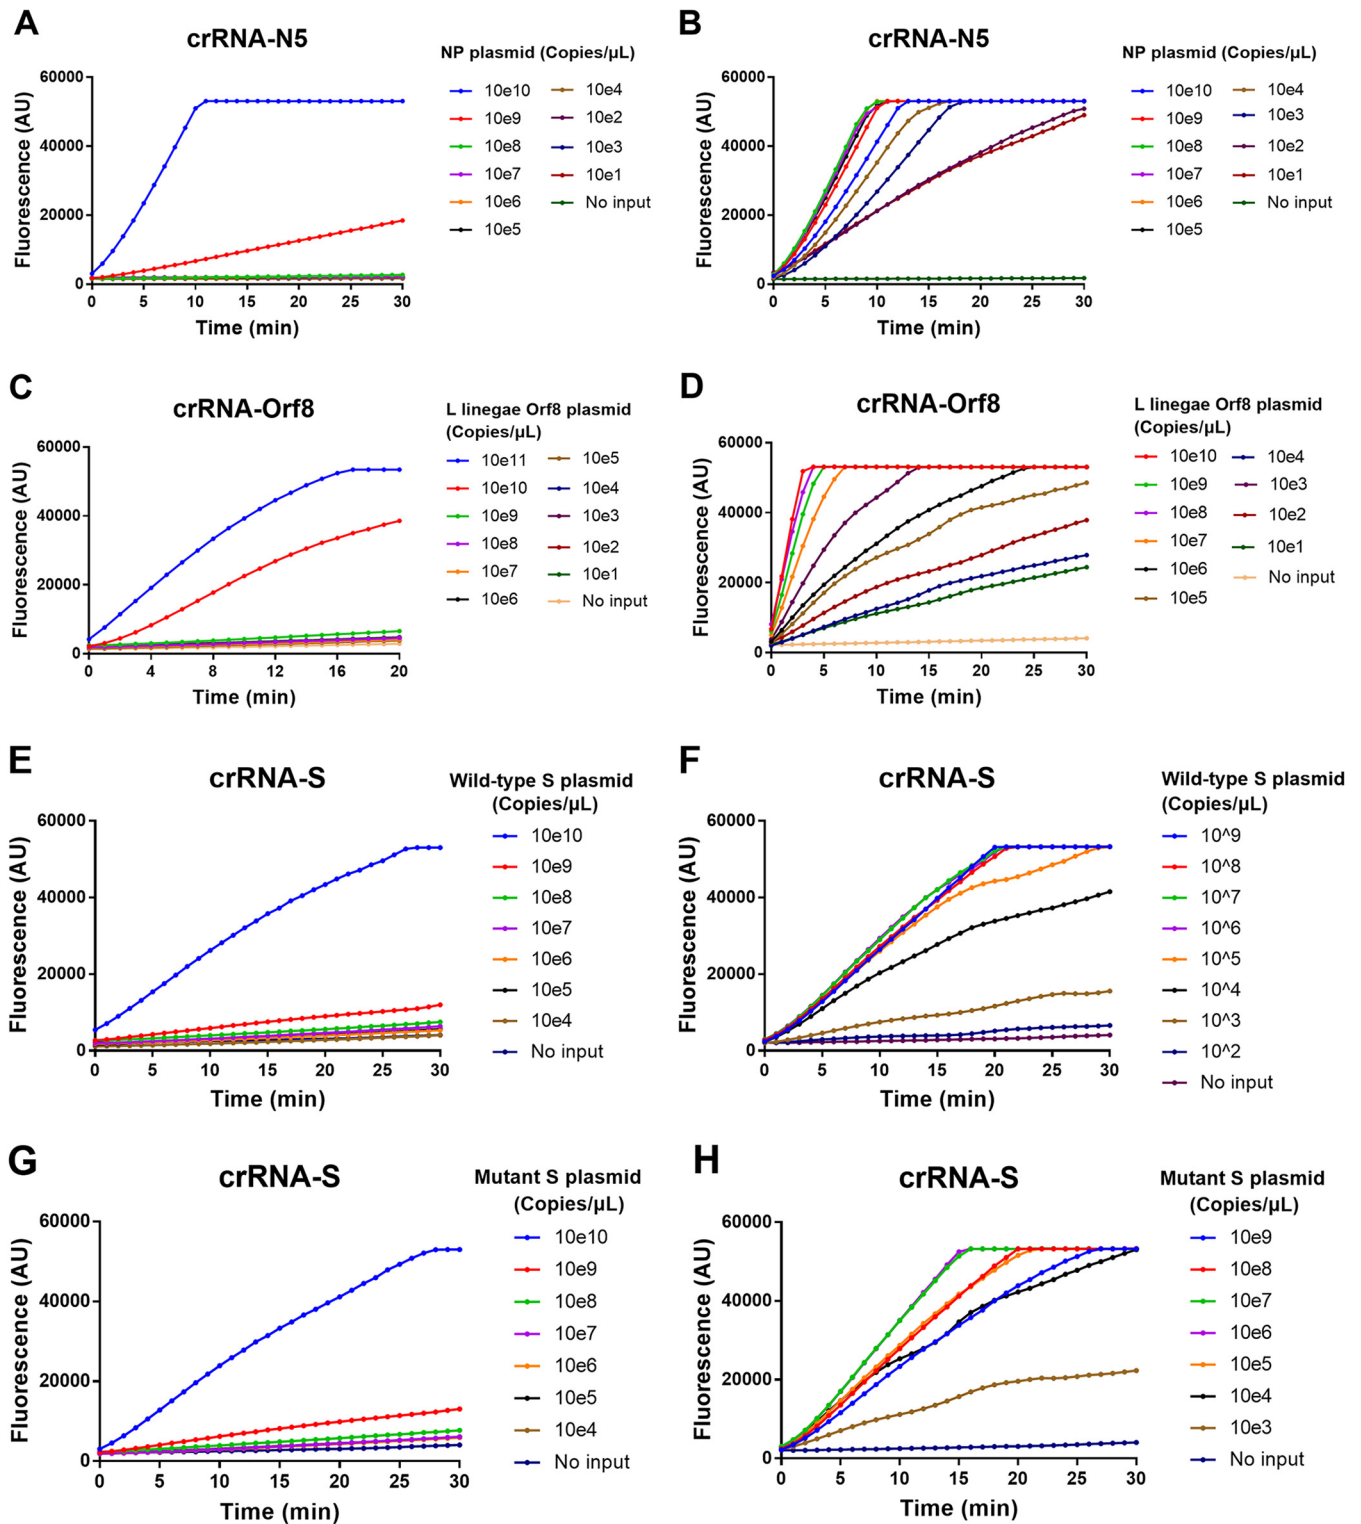 A
crRNA-N5
NP plasmid (Copies/µL)
10e10
10e9
10e8
10e7
10e6
10e5
10e4
10e2
10e3
10e1
No input
60000
40000
20000
0
Fluorescence (AU)
0 5 10 15 20 25 30
Time (min)
B
crRNA-N5
NP plasmid (Copies/µL)
10e10
10e9
10e8
10e7
10e6
10e5
10e4
10e3
10e2
10e1
No input
60000
40000
20000
0
Fluorescence (AU)
0 5 10 15 20 25 30
Time (min)
C
crRNA-Orf8
L linegae Orf8 plasmid
(Copies/µL)
10e11
10e10
10e9
10e8
10e7
10e6
10e5
10e4
10e3
10e2
10e1
No input
60000
40000
20000
0
Fluorescence (AU)
0 4 8 12 16 20
Time (min)
D
crRNA-Orf8
L linegae Orf8 plasmid
(Copies/µL)
10e10
10e9
10e8
10e7
10e6
10e5
10e4
10e3
10e2
10e1
No input
60000
40000
20000
0
Fluorescence (AU)
0 5 10 15 20 25 30
Time (min)
E
crRNA-S
Wild-type S plasmid
(Copies/µL)
10e10
10e9
10e8
10e7
10e6
10e5
10e4
No input
60000
40000
20000
0
Fluorescence (AU)
0 5 10 15 20 25 30
Time (min)
F
crRNA-S
Wild-type S plasmid
(Copies/µL)
10^9
10^8
10^7
10^6
10^5
10^4
10^3
10^2
No input
60000
40000
20000
0
Fluorescence (AU)
0 5 10 15 20 25 30
Time (min)
G
crRNA-S
Mutant S plasmid
(Copies/µL)
10e10
10e9
10e8
10e7
10e6
10e5
10e4
No input
60000
40000
20000
0
Fluorescence (AU)
0 5 10 15 20 25 30
Time (min)
H
crRNA-S
Mutant S plasmid
(Copies/µL)
10e9
10e8
10e7
10e6
10e5
10e4
10e3
No input
60000
40000
20000
0
Fluorescence (AU)
0 5 10 15 20 25 30
Time (min)